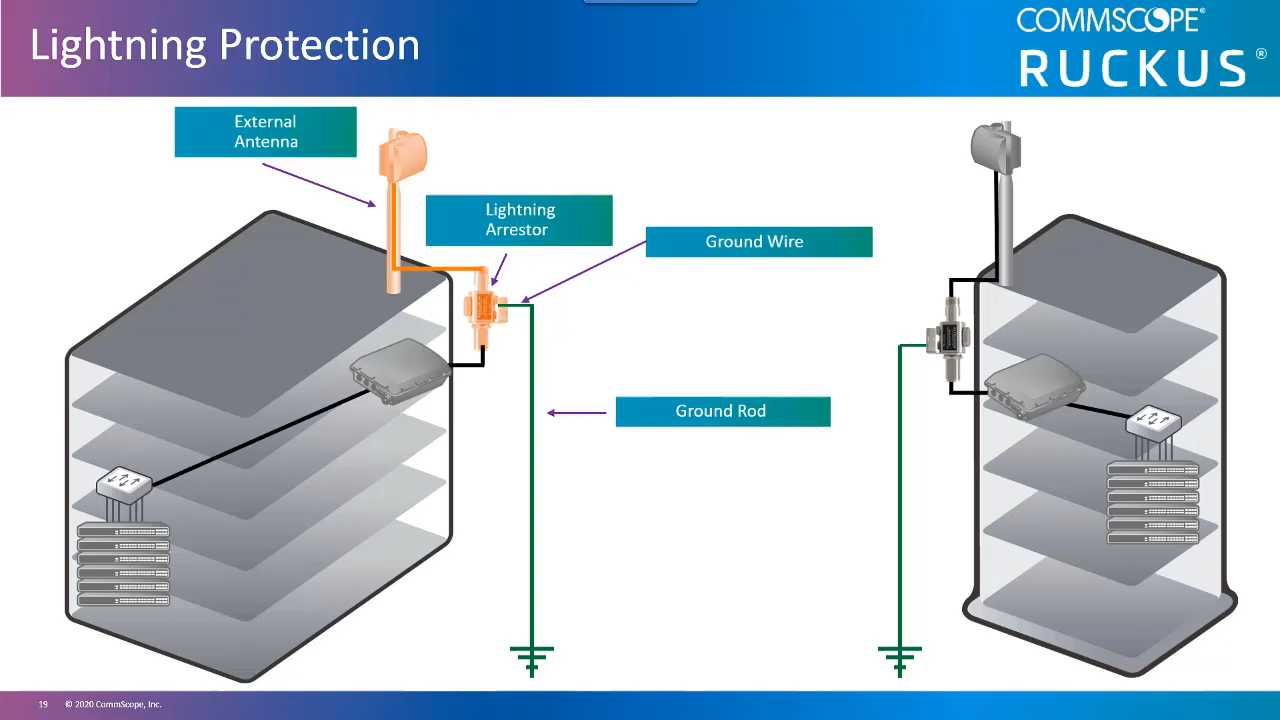 Lightning Protection
COMMSCOPE®
RUCKUS®
External
Antenna
Lightning
Arrestor
Ground Wire
Ground Rod
19 © 2020 CommScope, Inc.